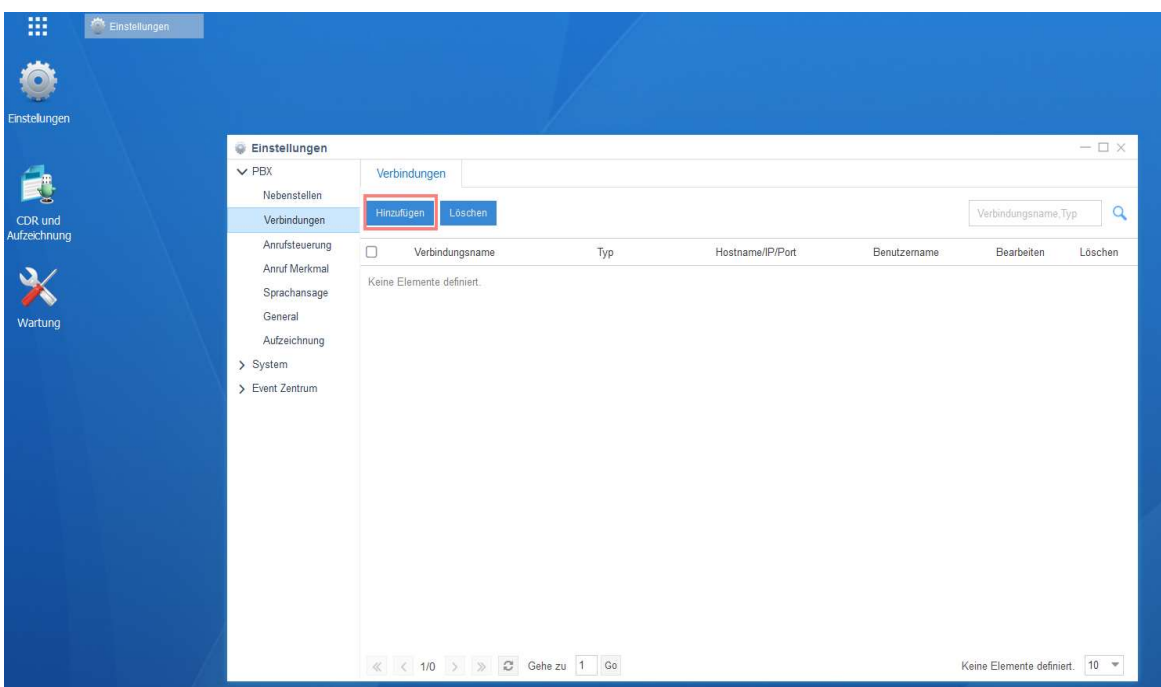 Einstellungen
Einstellungen
CDR und
Aufzeichnung
Wartung
Einstellungen
PBX
Nebenstellen
Verbindungen
Anrufsteuerung
Anruf Merkmal
Sprachansage
General
Aufzeichnung
System
Event Zentrum
Verbindungen
Hinzufügen Löschen Verbindungsname,Typ
Verbindungsname Typ Hostname/IP/Port Benutzername Bearbeiten Löschen
Keine Elemente definiert.
1/0 Gehe zu 1 Go Keine Elemente definiert. 10